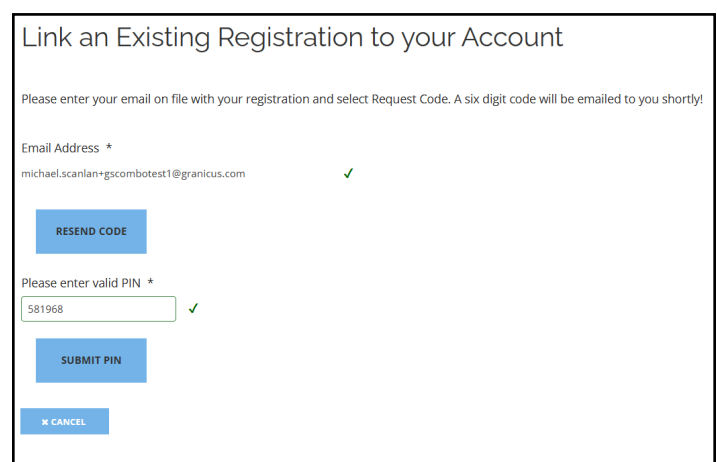 Link an Existing Registration to your Account
Please enter your email on file with your registration and select Request Code. A six digit code will be emailed to you shortly!
Email Address *
michael.scanlan+gscombotest1@granicus.com
RESEND CODE
Please enter valid PIN *
581968
SUBMIT PIN
✖ CANCEL